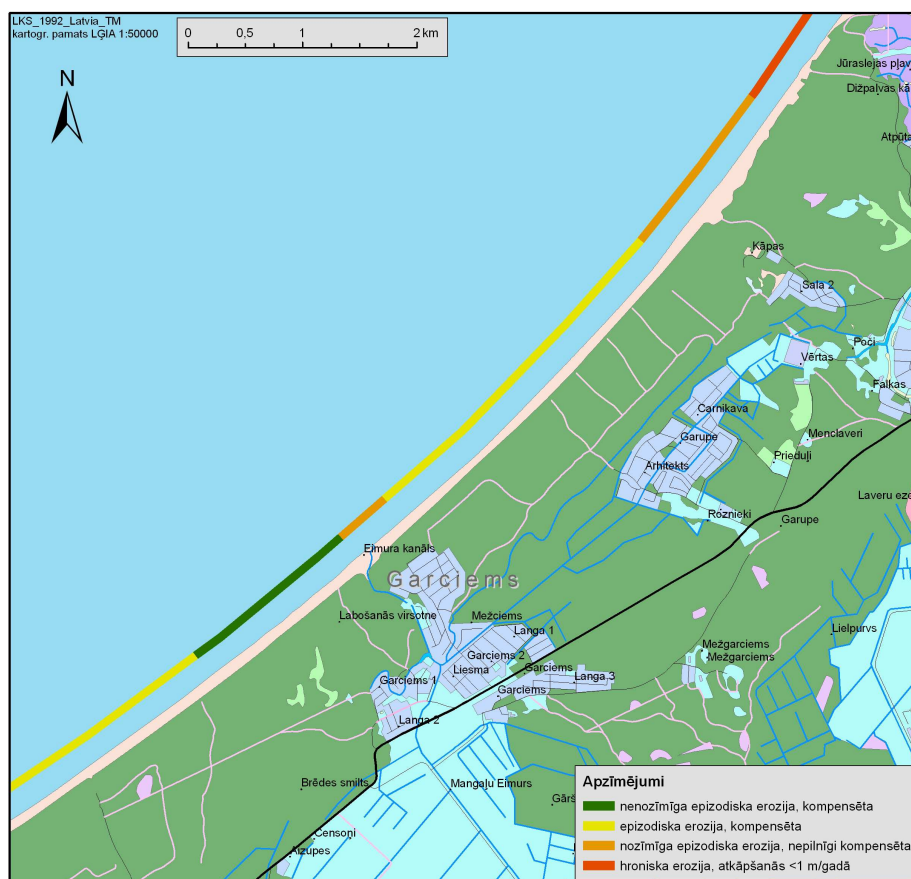 LKS_1992_Latvia_TM
kartogr. pamats LĢIA 1:50000
0 0,5 1 2 km
N
Jūraslejas pļav
Dižpaļvas kā
Atpūta
Kāpas
Sala 2
Poči
Vērtas
Falkas
Carnikava
Garupe
Menclaveri
Arhitekts
Prieduļi
Laveru eze
Rožnieki
Garupe
Eimura kanāls
Garciems
Labošanās virsotne
Mežciems
Langa 1
Lielpurvs
Garciems 2
Mežgarciems
Mežgarciems
Liesma
Garciems
Garciems 1
Langa 3
Garciems
Langa 2
Brēdes smilts
Mangaļu Eimurs
Gārš
Censoņi
Aizupes
Apzīmējumi
nenozīmīga epizodiska erozija, kompensēta
epizodiska erozija, kompensēta
nozīmīga epizodiska erozija, nepilnīgi kompensēta
hroniska erozija, atkāpšanās <1 m/gadā